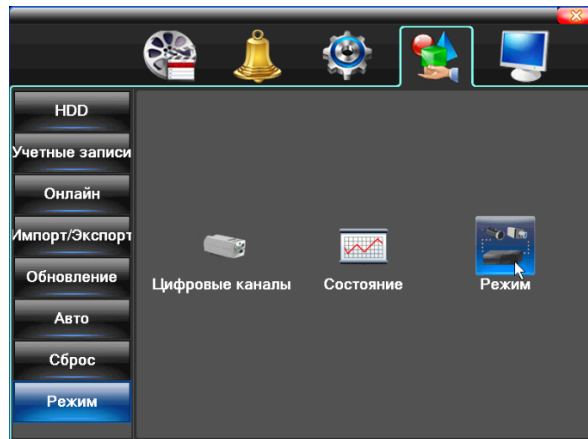 HDD
Учетные записи
Онлайн
Импорт/Экспорт
Обновление
Авто
Сброс
Режим
Цифровые каналы
Состояние
Режим